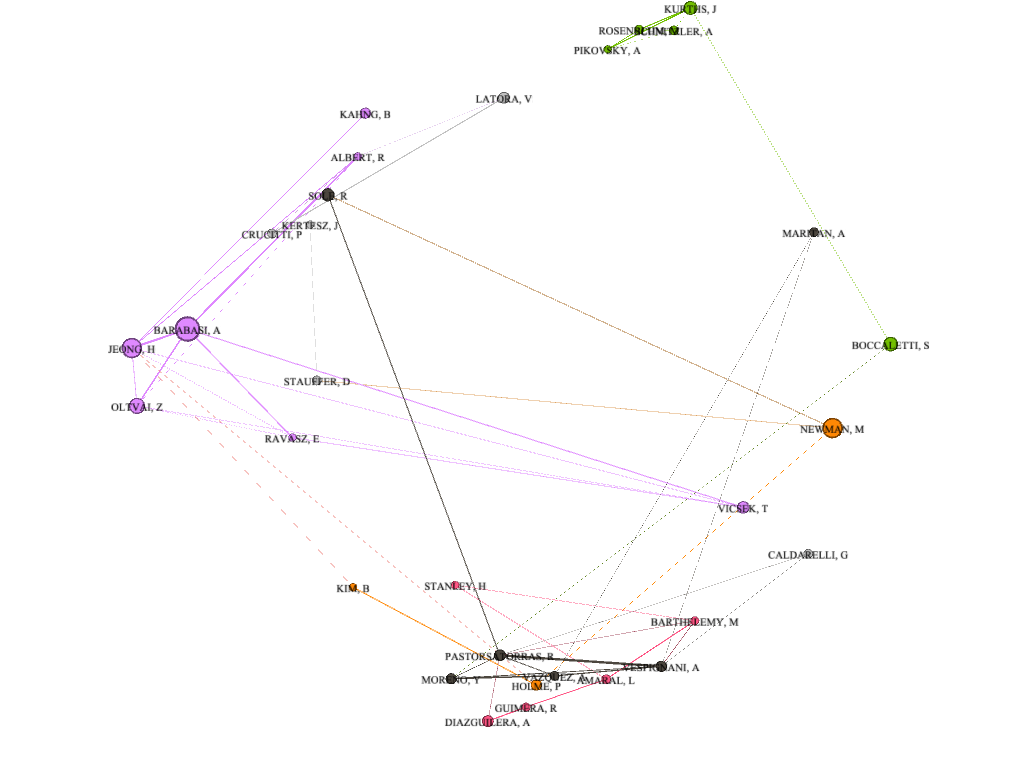 KURTHS, J
ROSENBLUM, M
SCHNITZLER, A
PIKOVSKY, A
LATORA, V
KAHNG, B
ALBERT, R
SOLE, R
KERTESZ, J
CRUCITTI, P
MARITAN, A
BARABASI, A
JEONG, H
BOCCALETTI, S
STAUFFER, D
OLTVAI, Z
NEWMAN, M
RAVASZ, E
VICSEK, T
CALDARELLI, G
STANLEY, H
KIM, B
BARTHELEMY, M
PASTORSATORRAS, R
VESPIGNANI, A
VAZQUEZ, A
MORENO, Y
AMARAL, L
HOLME, P
GUIMERA, R
DIAZGUILERA, A